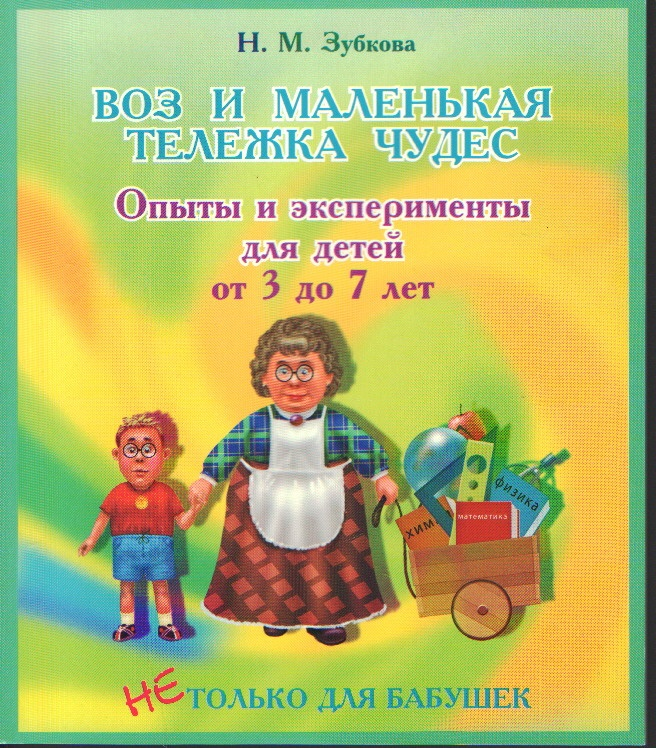 Н. М. Зубкова
ВОЗ И МАЛЕНЬКАЯ
ТЕЛЕЖКА ЧУДЕС
Опыты и эксперименты
для детей
от 3 до 7 лет
ХИМИ
математика
физика
НЕ ТОЛЬКО ДЛЯ БАБУШЕК